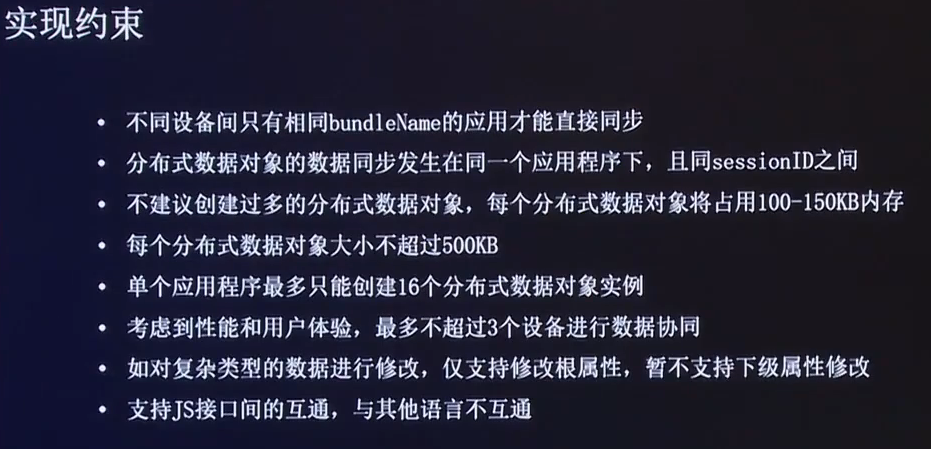 实现约束
• 不同设备间只有相同bundleName的应用才能直接同步
• 分布式数据对象的数据同步发生在同一个应用程序下，且同sessionID之间
• 不建议创建过多的分布式数据对象，每个分布式数据对象将占用100-150KB内存
• 每个分布式数据对象大小不超过500KB
• 单个应用程序最多只能创建16个分布式数据对象实例
• 考虑到性能和用户体验，最多不超过3个设备进行数据协同
• 如对复杂类型的数据进行修改，仅支持修改根属性，暂不支持下级属性修改
• 支持JS接口间的互通，与其他语言不互通